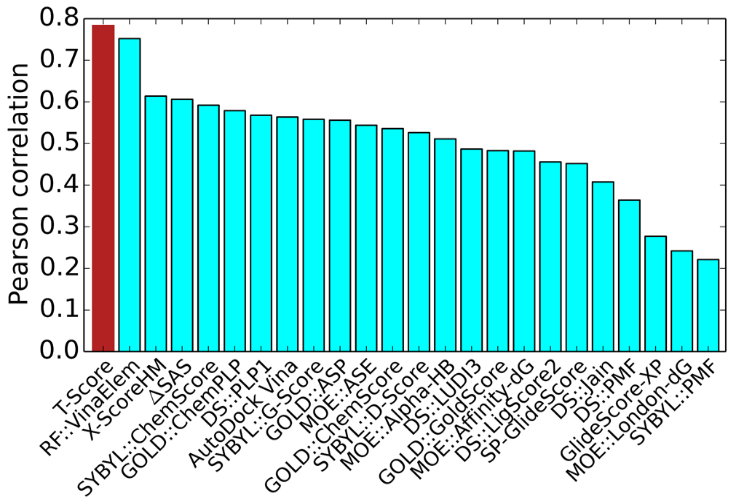 Pearson correlation
0.8
0.7
0.6
0.5
0.4
0.3
0.2
0.1
0.0
T-Score
RF::VinaElem
X-ScoreHM
ΔSAS
SYBYL::ChemScore
GOLD::ChemPLP
DS::PLP1
AutoDock Vina
SYBYL::G-Score
GOLD::ASP
MOE::ASE
GOLD::ChemScore
SYBYL::D-Score
MOE::Alpha-HB
DS::LUDI3
GOLD::GoldScore
MOE::Affinity-dG
DS::LigScore2
SP-GlideScore
DS::Jain
DS::PMF
GlideScore-XP
MOE::London-dG
SYBYL::PMF